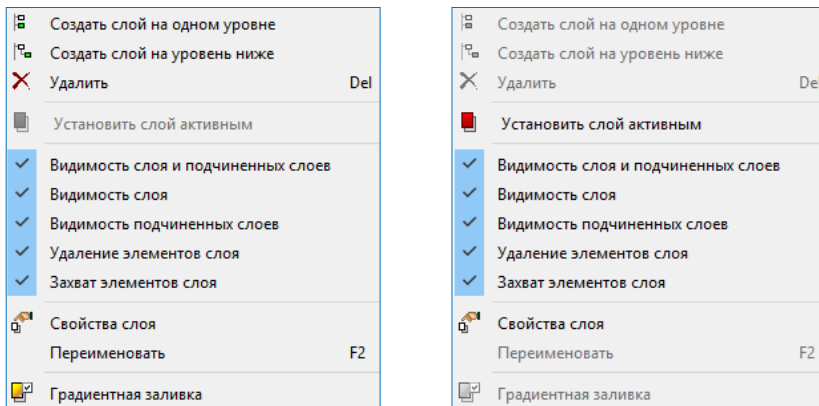 Создать слой на одном уровне
Создать слой на уровень ниже
Удалить Del
Установить слой активным
Видимость слоя и подчиненных слоев
Видимость слоя
Видимость подчиненных слоев
Удаление элементов слоя
Захват элементов слоя
Свойства слоя
Переименовать F2
Градиентная заливка
Создать слой на одном уровне
Создать слой на уровень ниже
Удалить Del
Установить слой активным
Видимость слоя и подчиненных слоев
Видимость слоя
Видимость подчиненных слоев
Удаление элементов слоя
Захват элементов слоя
Свойства слоя
Переименовать F2
Градиентная заливка